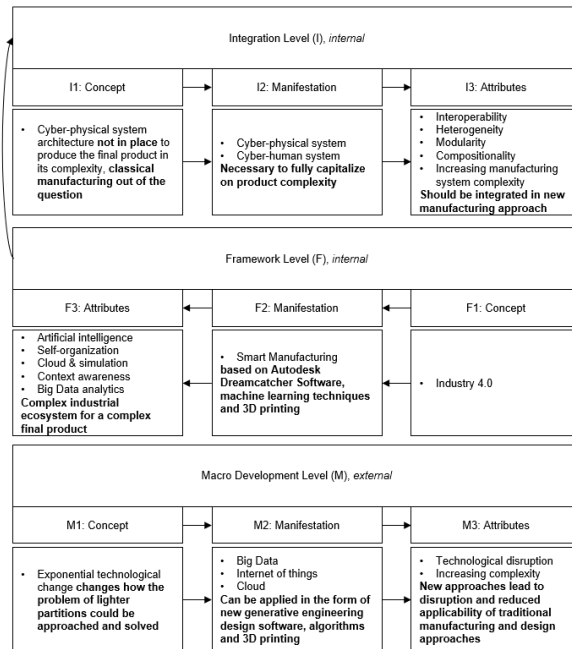 Integration Level (I), internal
I1: Concept
I2: Manifestation
I3: Attributes
• Cyber-physical system
architecture not in place to
produce the final product in
its complexity, classical
manufacturing out of the
question
• Cyber-physical system
• Cyber-human system
Necessary to fully capitalize
on product complexity
• Interoperability
• Heterogeneity
• Modularity
• Compositionality
• Increasing manufacturing
system complexity
Should be integrated in new
manufacturing approach
Framework Level (F), internal
F3: Attributes
F2: Manifestation
F1: Concept
• Artificial intelligence
• Self-organization
• Cloud & simulation
• Context awareness
• Big Data analytics
Complex industrial
ecosystem for a complex
final product
• Smart Manufacturing
based on Autodesk
Dreamcatcher Software,
machine learning techniques
and 3D printing
• Industry 4.0
Macro Development Level (M), external
M1: Concept
M2: Manifestation
M3: Attributes
• Exponential technological
change changes how the
problem of lighter
partitions could be
approached and solved
• Big Data
• Internet of things
• Cloud
Can be applied in the form of
new generative engineering
design software, algorithms
and 3D printing
• Technological disruption
• Increasing complexity
New approaches lead to
disruption and reduced
applicability of traditional
manufacturing and design
approaches